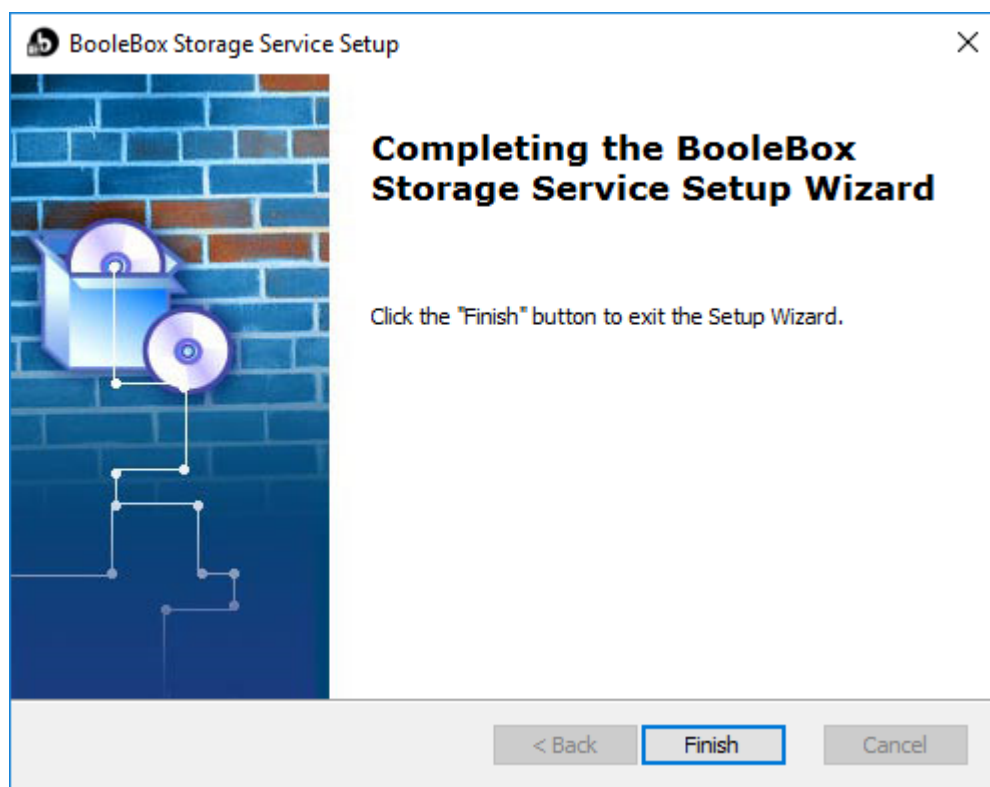 BooleBox Storage Service Setup
Completing the BooleBox
Storage Service Setup Wizard
Click the "Finish" button to exit the Setup Wizard.
< Back
Finish
Cancel